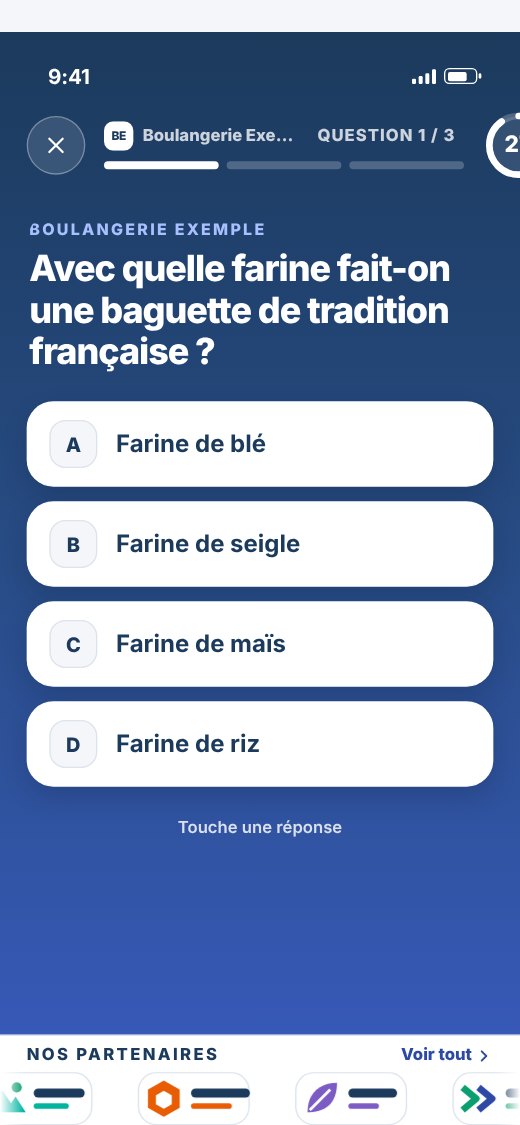 9:41
BE Boulangerie Exe... QUESTION 1 / 3
BOULANGERIE EXEMPLE
Avec quelle farine fait-on
une baguette de tradition
française ?
A Farine de blé
B Farine de seigle
C Farine de maïs
D Farine de riz
Touche une réponse
NOS PARTENAIRES Voir tout